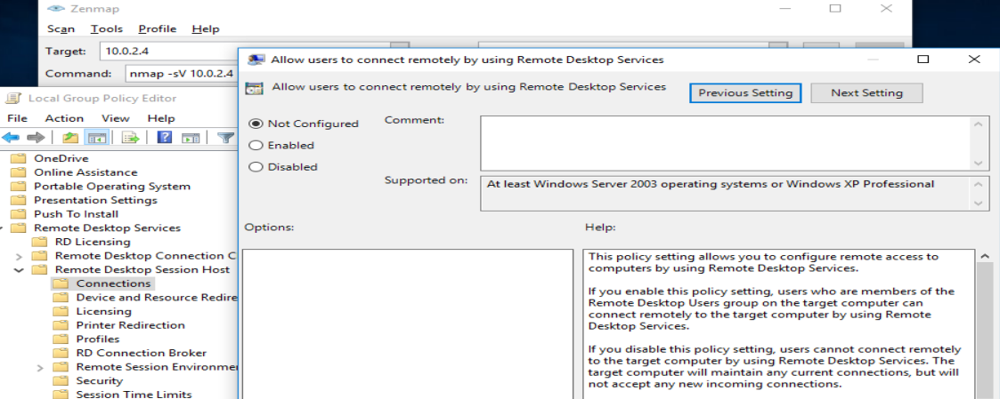 Zenmap
Scan Tools Profile Help
Target: 10.0.2.4
Command: nmap -sV 10.0.2.4
Allow users to connect remotely by using Remote Desktop Services
Allow users to connect remotely by using Remote Desktop Services
Previous Setting
Next Setting
Not Configured
Enabled
Disabled
Comment:
Supported on:
At least Windows Server 2003 operating systems or Windows XP Professional
Options:
Help:
This policy setting allows you to configure remote access to
computers by using Remote Desktop Services.
If you enable this policy setting, users who are members of the
Remote Desktop Users group on the target computer can
connect remotely to the target computer by using Remote
Desktop Services.
If you disable this policy setting, users cannot connect remotely
to the target computer by using Remote Desktop Services. The
target computer will maintain any current connections, but will
not accept any new incoming connections.
Local Group Policy Editor
File Action View Help
OneDrive
Online Assistance
Portable Operating System
Presentation Settings
Push To Install
Remote Desktop Services
RD Licensing
Remote Desktop Connection C
Remote Desktop Session Host
Connections
Device and Resource Redire
Licensing
Printer Redirection
Profiles
RD Connection Broker
Remote Session Environme
Security
Session Time Limits